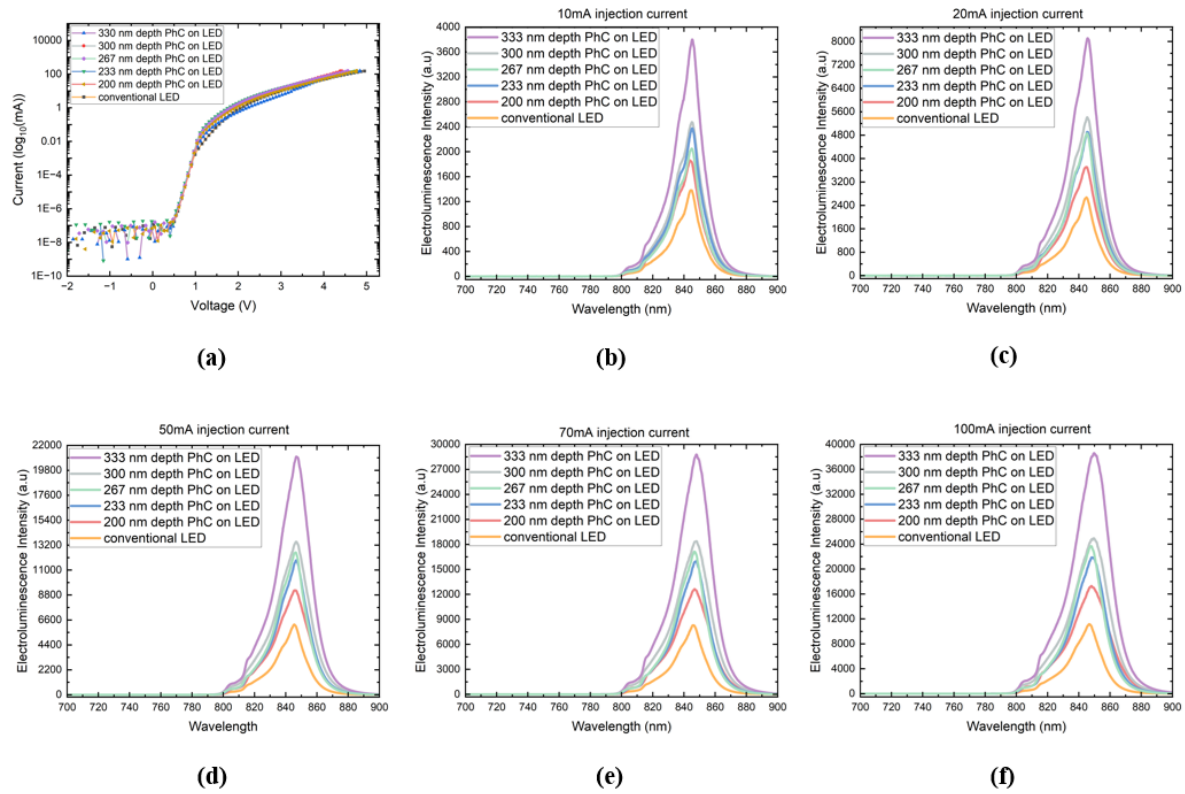 10000
100
1
0.01
1E−4
1E−6
1E−8
1E−10
Current (log10(mA))
330 nm depth PhC on LED
300 nm depth PhC on LED
267 nm depth PhC on LED
233 nm depth PhC on LED
200 nm depth PhC on LED
conventional LED
−2 −1 0 1 2 3 4 5
Voltage (V)
(a)
10mA injection current
4000
3600
3200
2800
2400
2000
1600
1200
800
400
0
Electroluminescence Intensity (a.u)
333 nm depth PhC on LED
300 nm depth PhC on LED
267 nm depth PhC on LED
233 nm depth PhC on LED
200 nm depth PhC on LED
conventional LED
700 720 740 760 780 800 820 840 860 880 900
Wavelength (nm)
(b)
20mA injection current
8000
7200
6400
5600
4800
4000
3200
2400
1600
800
0
Electroluminescence Intensity (a.u)
333 nm depth PhC on LED
300 nm depth PhC on LED
267 nm depth PhC on LED
233 nm depth PhC on LED
200 nm depth PhC on LED
conventional LED
700 720 740 760 780 800 820 840 860 880 900
Wavelength (nm)
(c)
50mA injection current
22000
19800
17600
15400
13200
11000
8800
6600
4400
2200
0
Electroluminescence Intensity (a.u)
333 nm depth PhC on LED
300 nm depth PhC on LED
267 nm depth PhC on LED
233 nm depth PhC on LED
200 nm depth PhC on LED
conventional LED
700 720 740 760 780 800 820 840 860 880 900
Wavelength
(d)
70mA injection current
30000
27000
24000
21000
18000
15000
12000
9000
6000
3000
0
Electroluminescence Intensity (a.u)
333 nm depth PhC on LED
300 nm depth PhC on LED
267 nm depth PhC on LED
233 nm depth PhC on LED
200 nm depth PhC on LED
conventional LED
700 720 740 760 780 800 820 840 860 880 900
Wavelength (nm)
(e)
100mA injection current
40000
36000
32000
28000
24000
20000
16000
12000
8000
4000
0
Electroluminescence Intensity (a.u)
333 nm depth PhC on LED
300 nm depth PhC on LED
267 nm depth PhC on LED
233 nm depth PhC on LED
200 nm depth PhC on LED
conventional LED
700 720 740 760 780 800 820 840 860 880 900
Wavelength (nm)
(f)